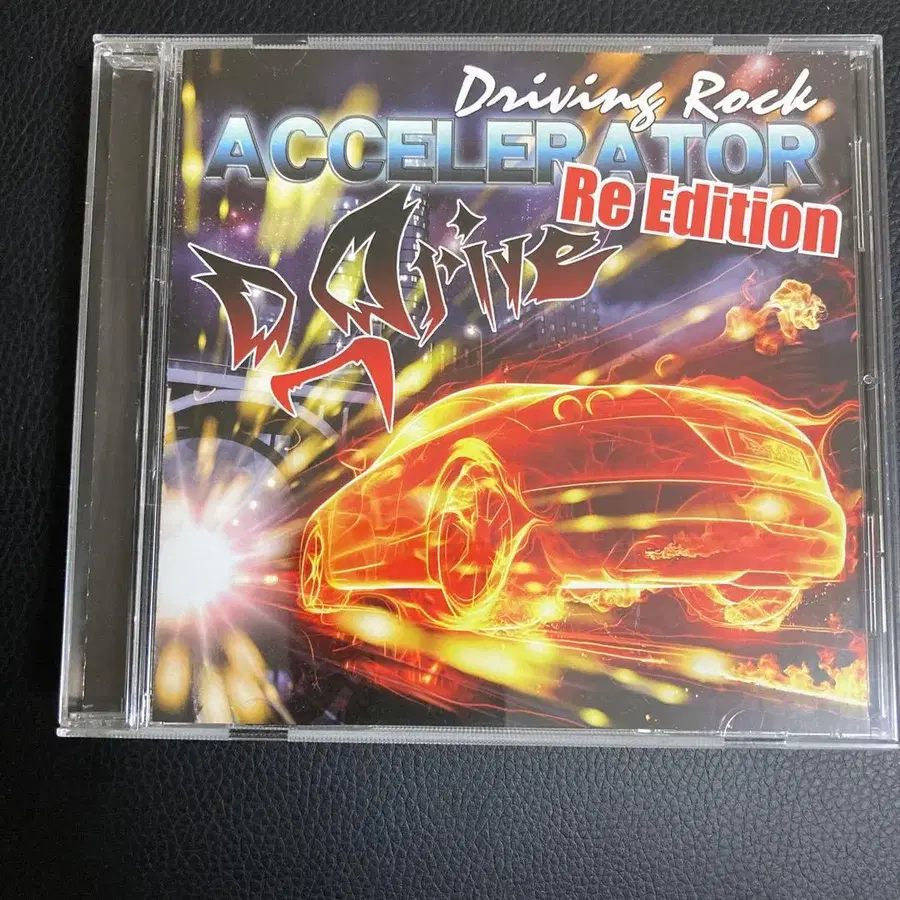 Driving Rock
ACCELERATOR
Re Edition
D_Drive